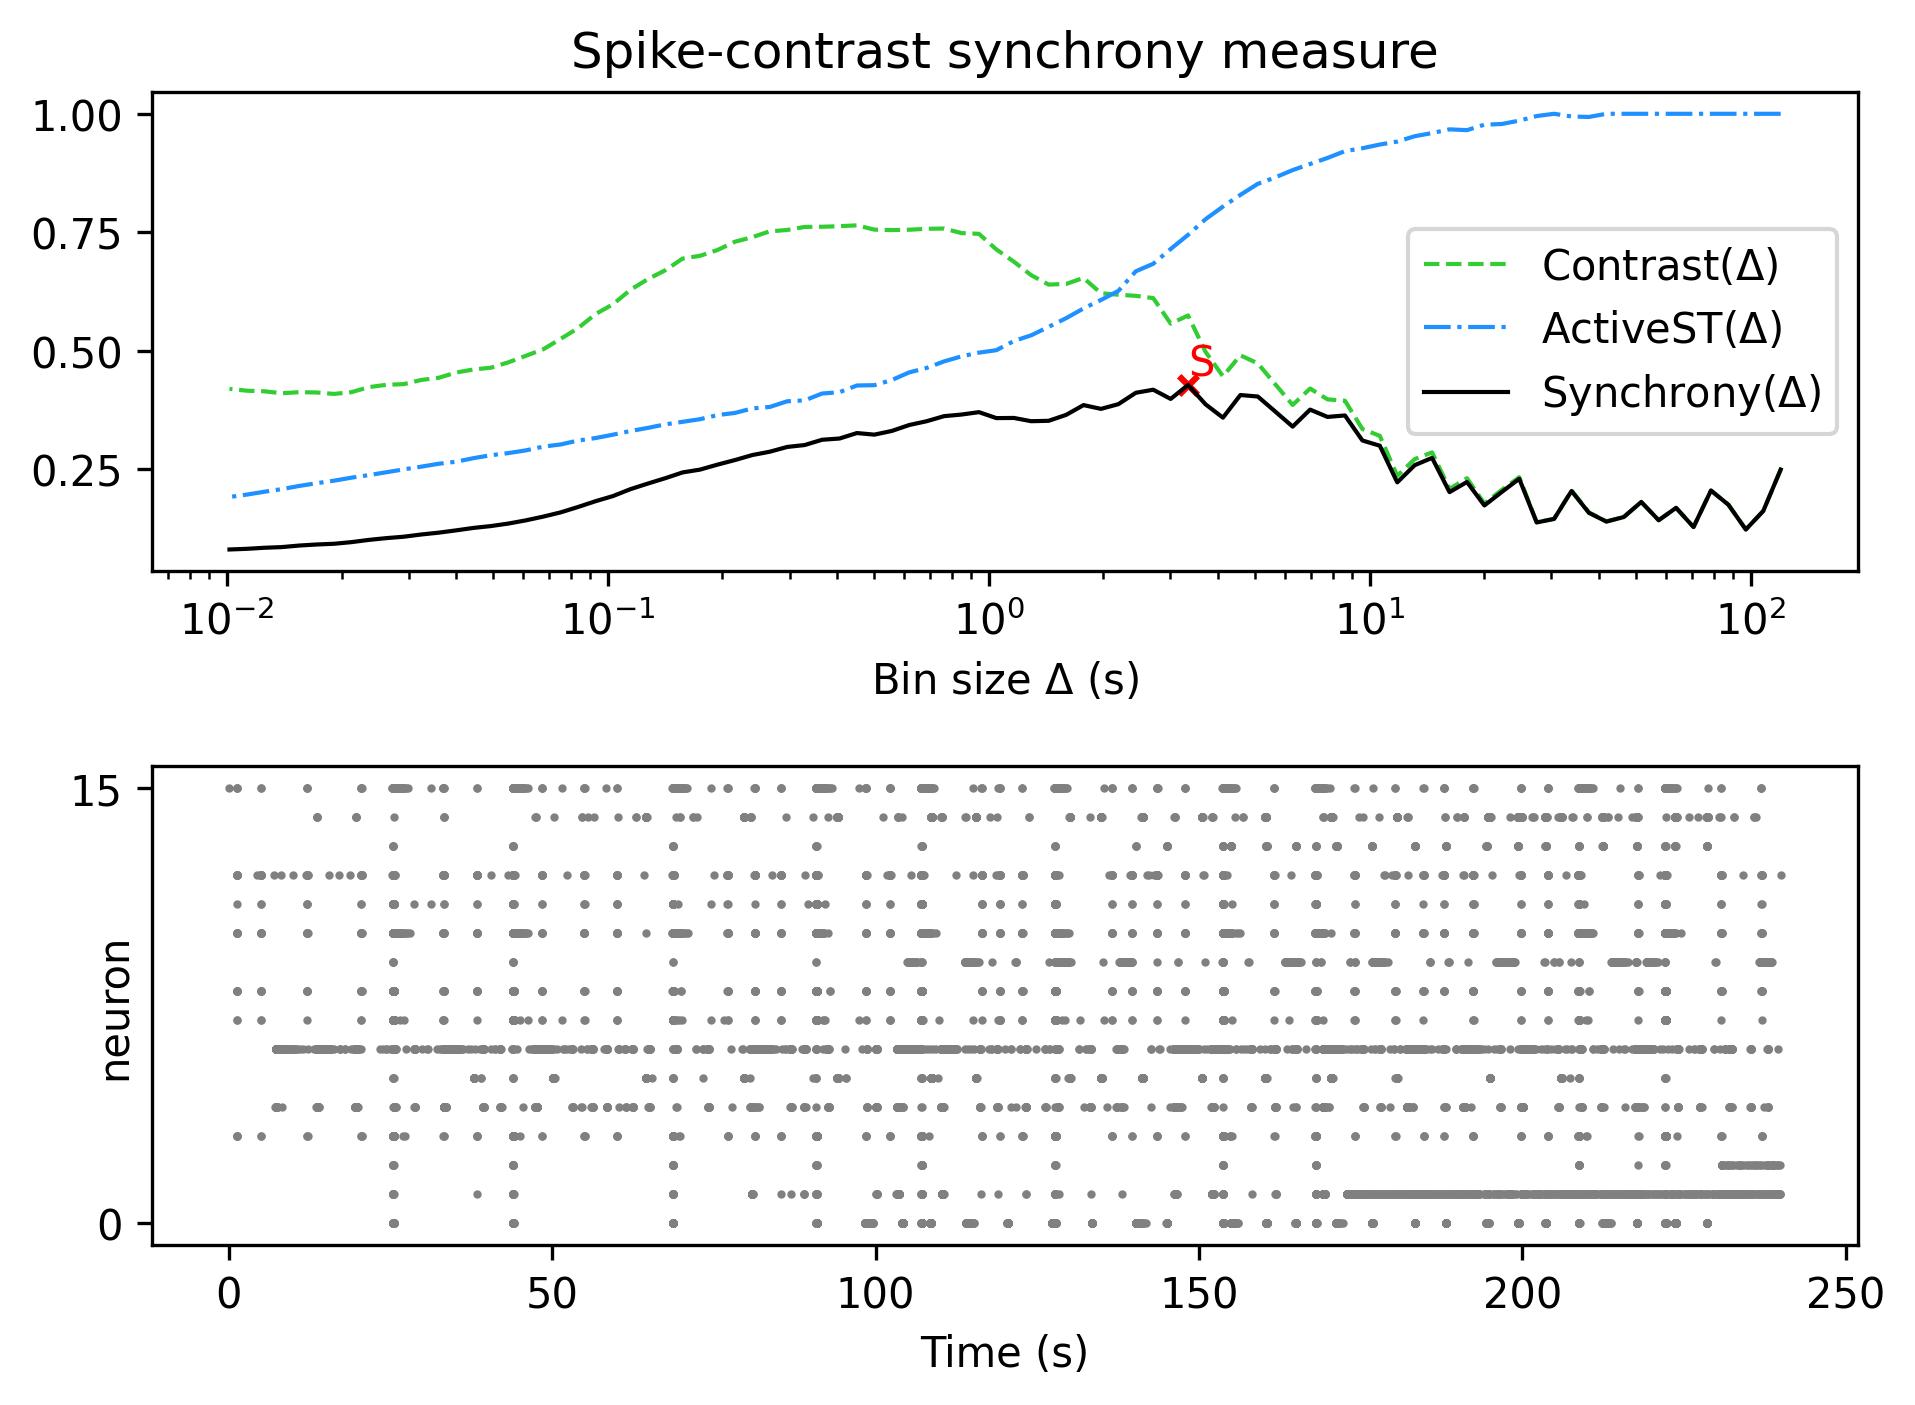 Spike-contrast synchrony measure
1.00
0.75
0.50
0.25
S
Contrast(Δ)
ActiveST(Δ)
Synchrony(Δ)
10⁻² 10⁻¹ 10⁰ 10¹ 10²
Bin size Δ (s)
15
neuron
0
0 50 100 150 200 250
Time (s)